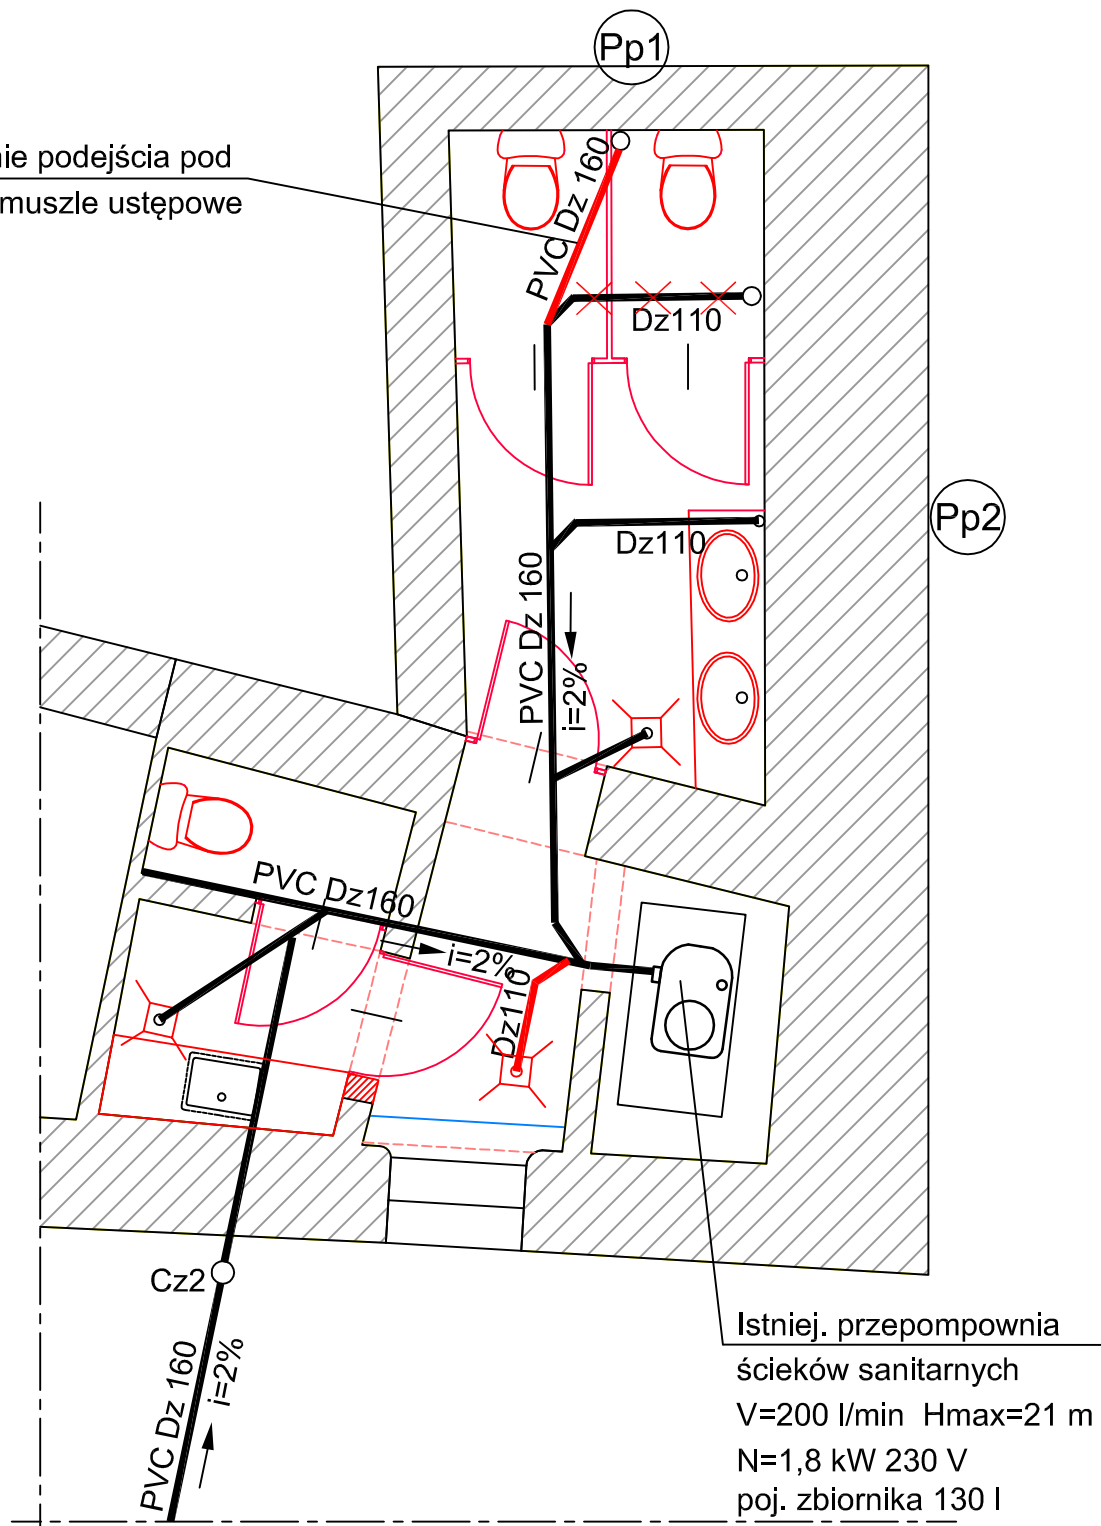 Pp1
nie podejścia pod
muszle ustępowe
PVC Dz 160
Dz110
Pp2
Dz110
PVC Dz 160
i=2%
PVC Dz160
i=2%
Dz110
Cz2
PVC Dz 160
i=2%
Istniej. przepompownia
ścieków sanitarnych
V=200 l/min Hmax=21 m
N=1,8 kW 230 V
poj. zbiornika 130 l